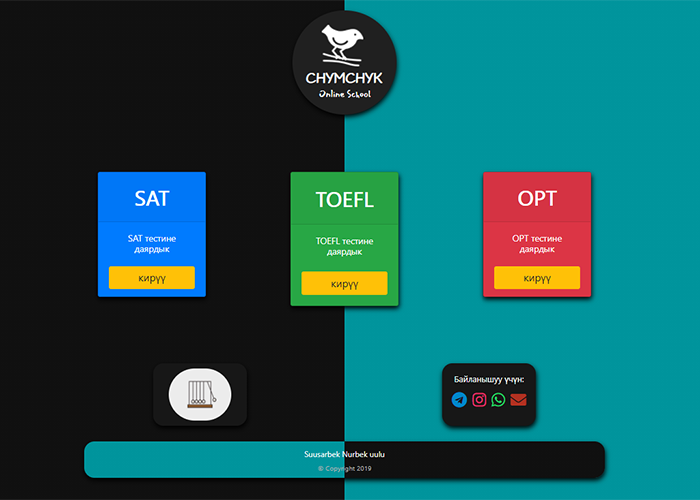 CHYMCHYK
Online School
SAT
SAT тестине
даярдык
кирүү
TOEFL
TOEFL тестине
даярдык
кирүү
ОРТ
ОРТ тестине
даярдык
кирүү
Байланышуу үчүн:
Suusarbek Nurbek uulu
© Copyright 2019